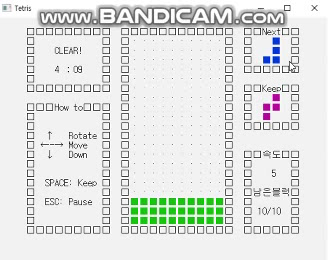 Tetris
www.BANDICAM.com
CLEAR!
4 : 09
How to
↑ Rotate
←--→ Move
↓ Down
SPACE: Keep
ESC: Pause
Next
Keep
속도
5
남은블럭
10/10